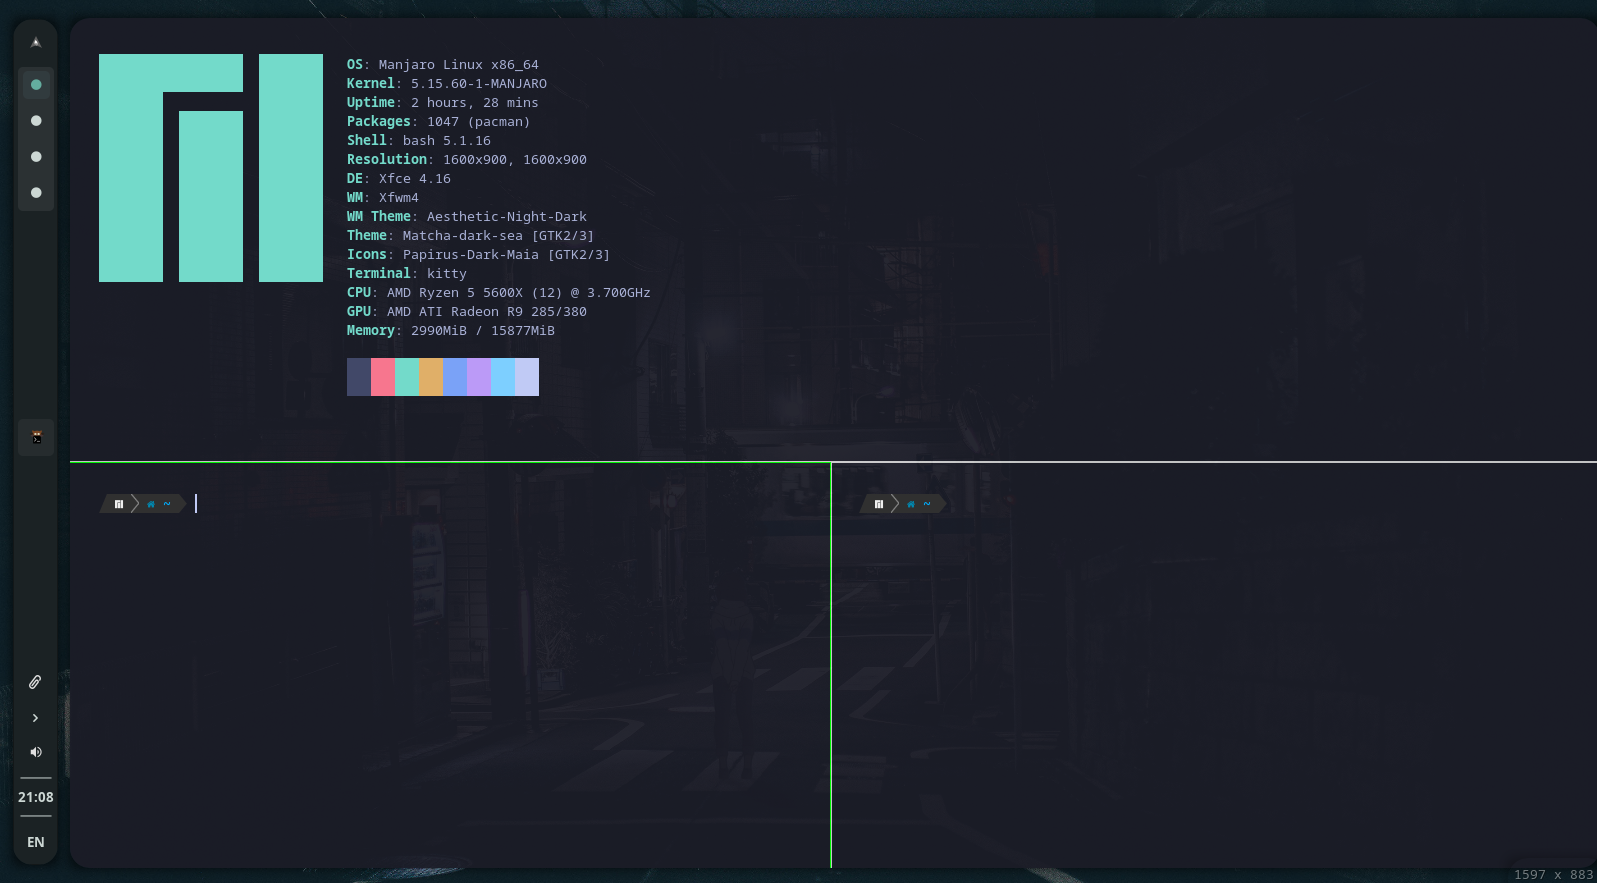 OS: Manjaro Linux x86_64
Kernel: 5.15.60-1-MANJARO
Uptime: 2 hours, 28 mins
Packages: 1047 (pacman)
Shell: bash 5.1.16
Resolution: 1600x900, 1600x900
DE: Xfce 4.16
WM: Xfwm4
WM Theme: Aesthetic-Night-Dark
Theme: Matcha-dark-sea [GTK2/3]
Icons: Papirus-Dark-Maia [GTK2/3]
Terminal: kitty
CPU: AMD Ryzen 5 5600X (12) @ 3.700GHz
GPU: AMD ATI Radeon R9 285/380
Memory: 2990MiB / 15877MiB
~
~
21:08
EN
1597 x 883